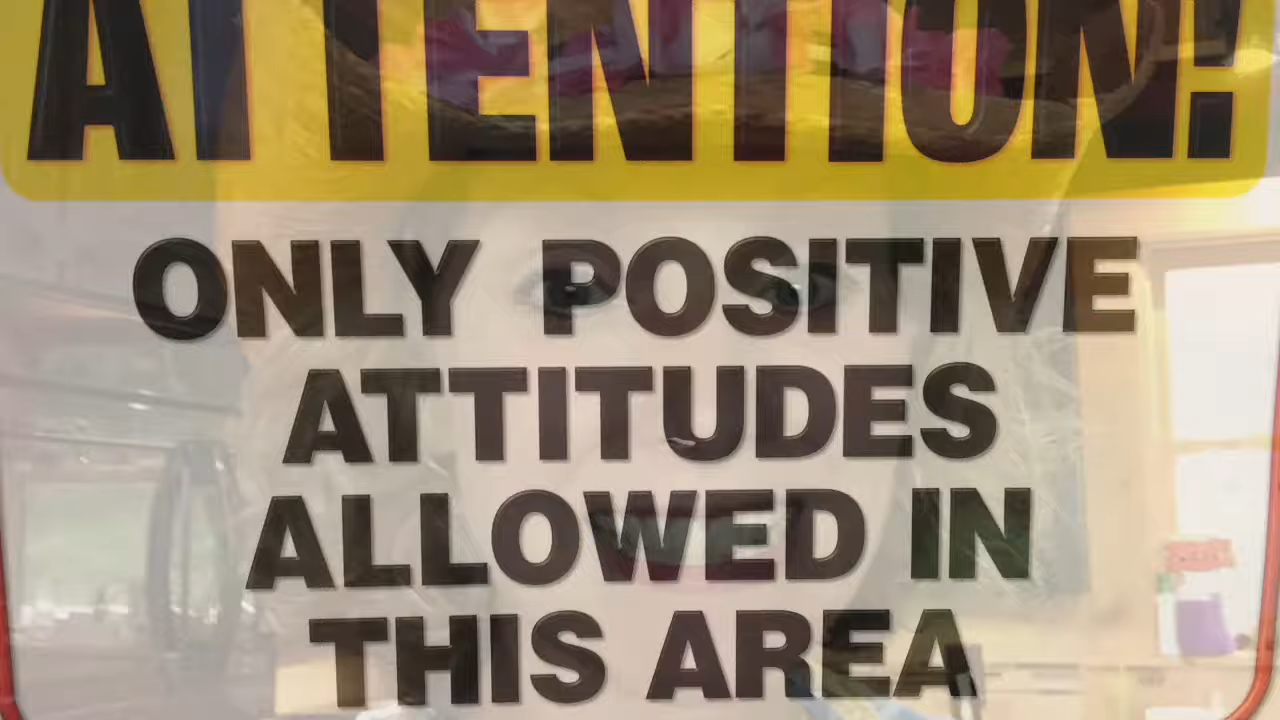 ATTENTION!
ONLY POSITIVE
ATTITUDES
ALLOWED IN
THIS AREA